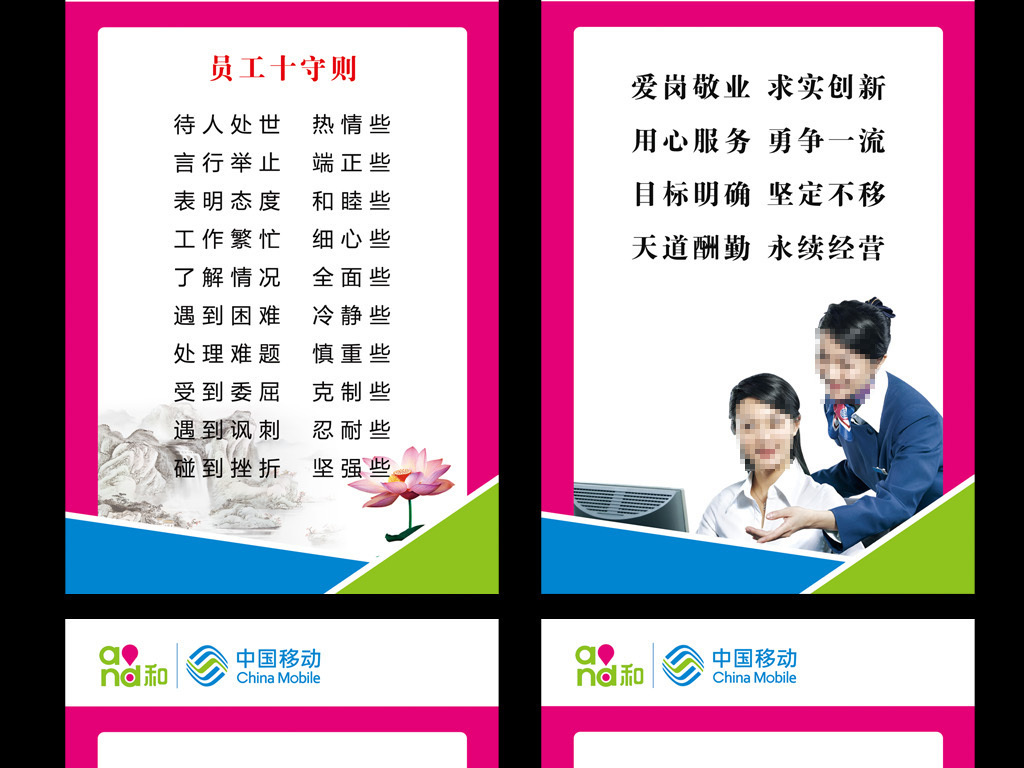 员工十守则
待人处世 热情些
言行举止 端正些
表明态度 和睦些
工作繁忙 细心些
了解情况 全面些
遇到困难 冷静些
处理难题 慎重些
受到委屈 克制些
遇到讽刺 忍耐些
碰到挫折 坚强些
爱岗敬业 求实创新
用心服务 勇争一流
目标明确 坚定不移
天道酬勤 永续经营
and和 中国移动
China Mobile
and和 中国移动
China Mobile